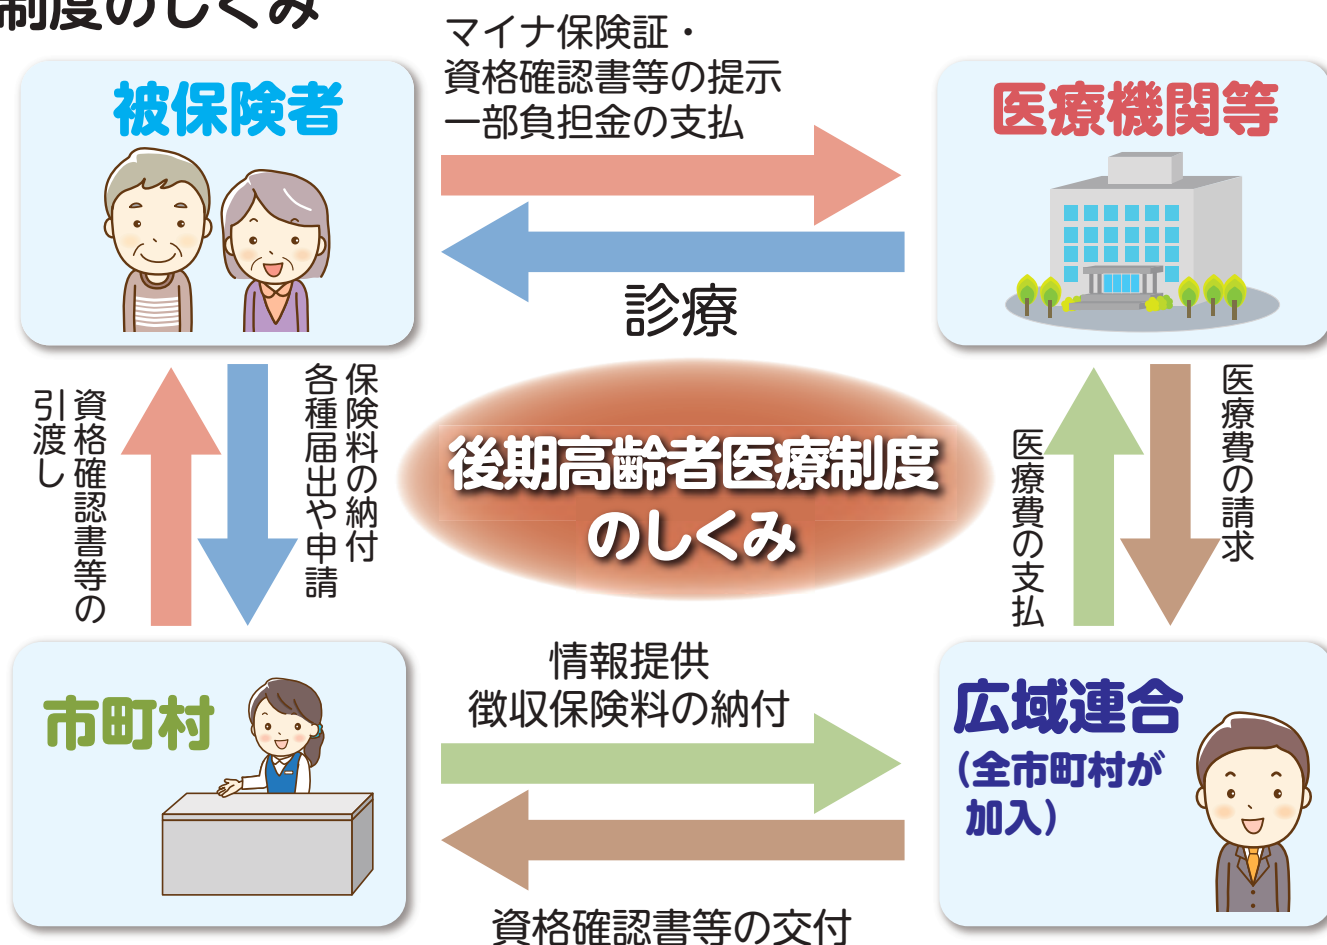 制度のしくみ
マイナ保険証・
資格確認書等の提示
一部負担金の支払
被保険者
医療機関等
診療
資格確認書等の
引渡し
保険料の納付
各種届出や申請
後期高齢者医療制度
のしくみ
医療費の支払
医療費の請求
市町村
情報提供
徴収保険料の納付
広域連合
(全市町村が
加入)
資格確認書等の交付